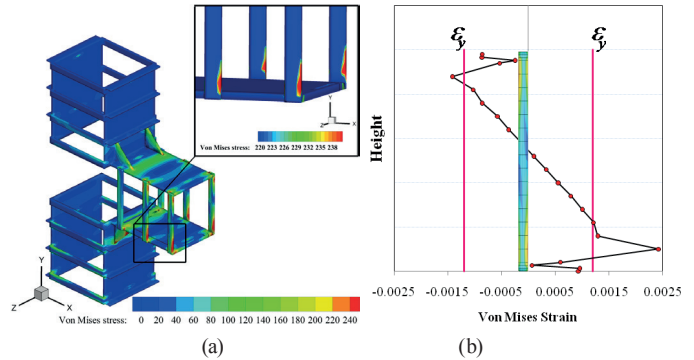 (a)
Y
Z
X
Von Mises stress:
220 223 226 229 232 235 238
Y
Z
X
Von Mises stress:
0 20 40 60 80 100 120 140 160 180 200 220 240
(b)
εy
εy
Height
-0.0025
-0.0015
-0.0005
0.0005
0.0015
0.0025
Von Mises Strain
(a)
(b)